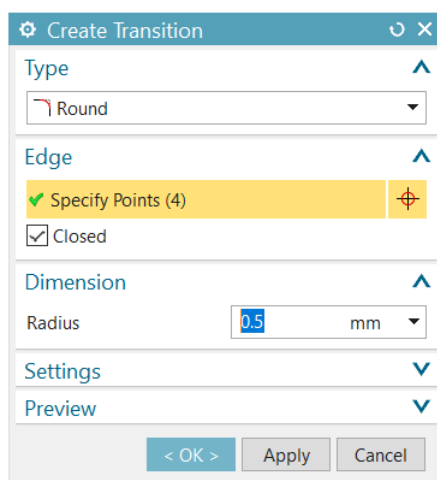 Create Transition
Type
Round
Edge
Specify Points (4)
Closed
Dimension
Radius 0.5 mm
Settings
Preview
< OK > Apply Cancel